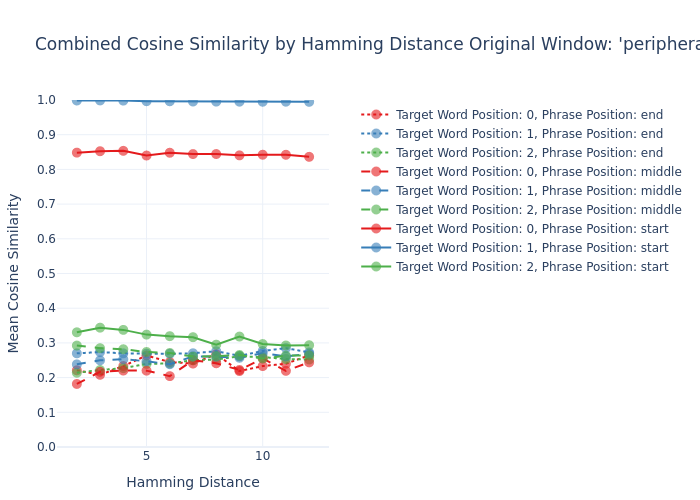 Combined Cosine Similarity by Hamming Distance Original Window: 'periphera
1.0
0.9
0.8
0.7
0.6
0.5
0.4
0.3
0.2
0.1
0.0
5
10
Mean Cosine Similarity
Hamming Distance
Target Word Position: 0, Phrase Position: end
Target Word Position: 1, Phrase Position: end
Target Word Position: 2, Phrase Position: end
Target Word Position: 0, Phrase Position: middle
Target Word Position: 1, Phrase Position: middle
Target Word Position: 2, Phrase Position: middle
Target Word Position: 0, Phrase Position: start
Target Word Position: 1, Phrase Position: start
Target Word Position: 2, Phrase Position: start